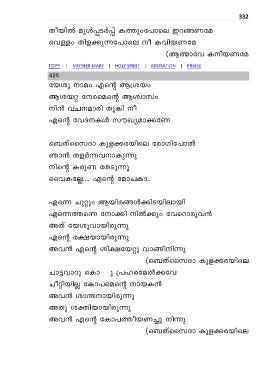 332
തീയിൽ മുൾപ്പടർപ്പ് കത്തുംപോലെ ഇറങ്ങണമേ
വെള്ളം തിളക്കുന്നപോലെ നീ കവിയണമേ
(ആത്മാവേ കനിയണമേ
TOP^ | MOTHER MARY | HOLY SPIRIT | ADORATION | PRAISE
425
യേശു നാമം എന്റെ ആശ്രയം
ആശയറ്റ നേരമെന്റെ ആശ്വാസം
നിൻ വചനമാരി തൂകി നീ
എന്റെ വേദനകൾ സൗഖ്യമാക്കണേ
ബെത്സൈദാ കുളക്കരയിലെ രോഗിപോൽ
ഞാൻ തളർന്നവനാകുന്നു
നിന്റെ കരുണ തേടുന്നൂ
വൈകല്ലേ... എന്റെ മോചകാ..
എന്നെ ചുറ്റും ആയിരങ്ങൾക്കിടയിലായി
എന്നെത്തന്നെ നോക്കി നിൽക്കും വേറൊരുവൻ
അത് യേശുവായിരുന്നു
എന്റെ രക്ഷയായിരുന്നു
അവൻ എന്റെ ശിക്ഷയേറ്റു വാങ്ങിനിന്നു
(ബെത്സൈദാ കുളക്കരയിലെ
ചാട്ടവാറു കൊ ു പ്രഹരമേൽക്കവേ
ചീറ്റിയില്ല കോപമെന്റെ നായകൻ
അവൻ ശാന്തനായിരുന്നു
അതു ശക്തിയായിരുന്നു
അവൻ എന്റെ കോപത്തീയണച്ചു നിന്നു
(ബെത്സൈദാ കുളക്കരയിലെ